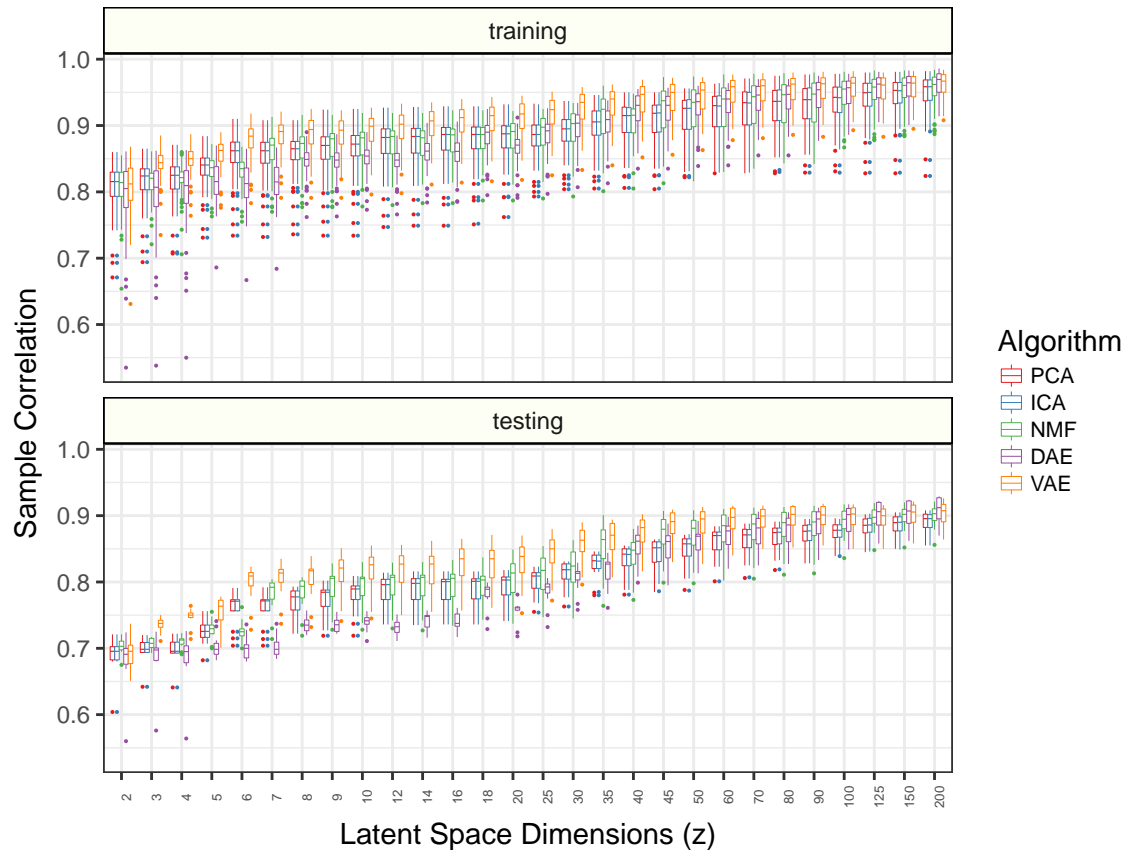 training
1.0
0.9
0.8
0.7
0.6
testing
1.0
0.9
0.8
0.7
0.6
Sample Correlation
2 3 4 5 6 7 8 9 10 12 14 16 18 20 25 30 35 40 45 50 60 70 80 90 100 125 150 200
Latent Space Dimensions (z)
Algorithm
PCA
ICA
NMF
DAE
VAE